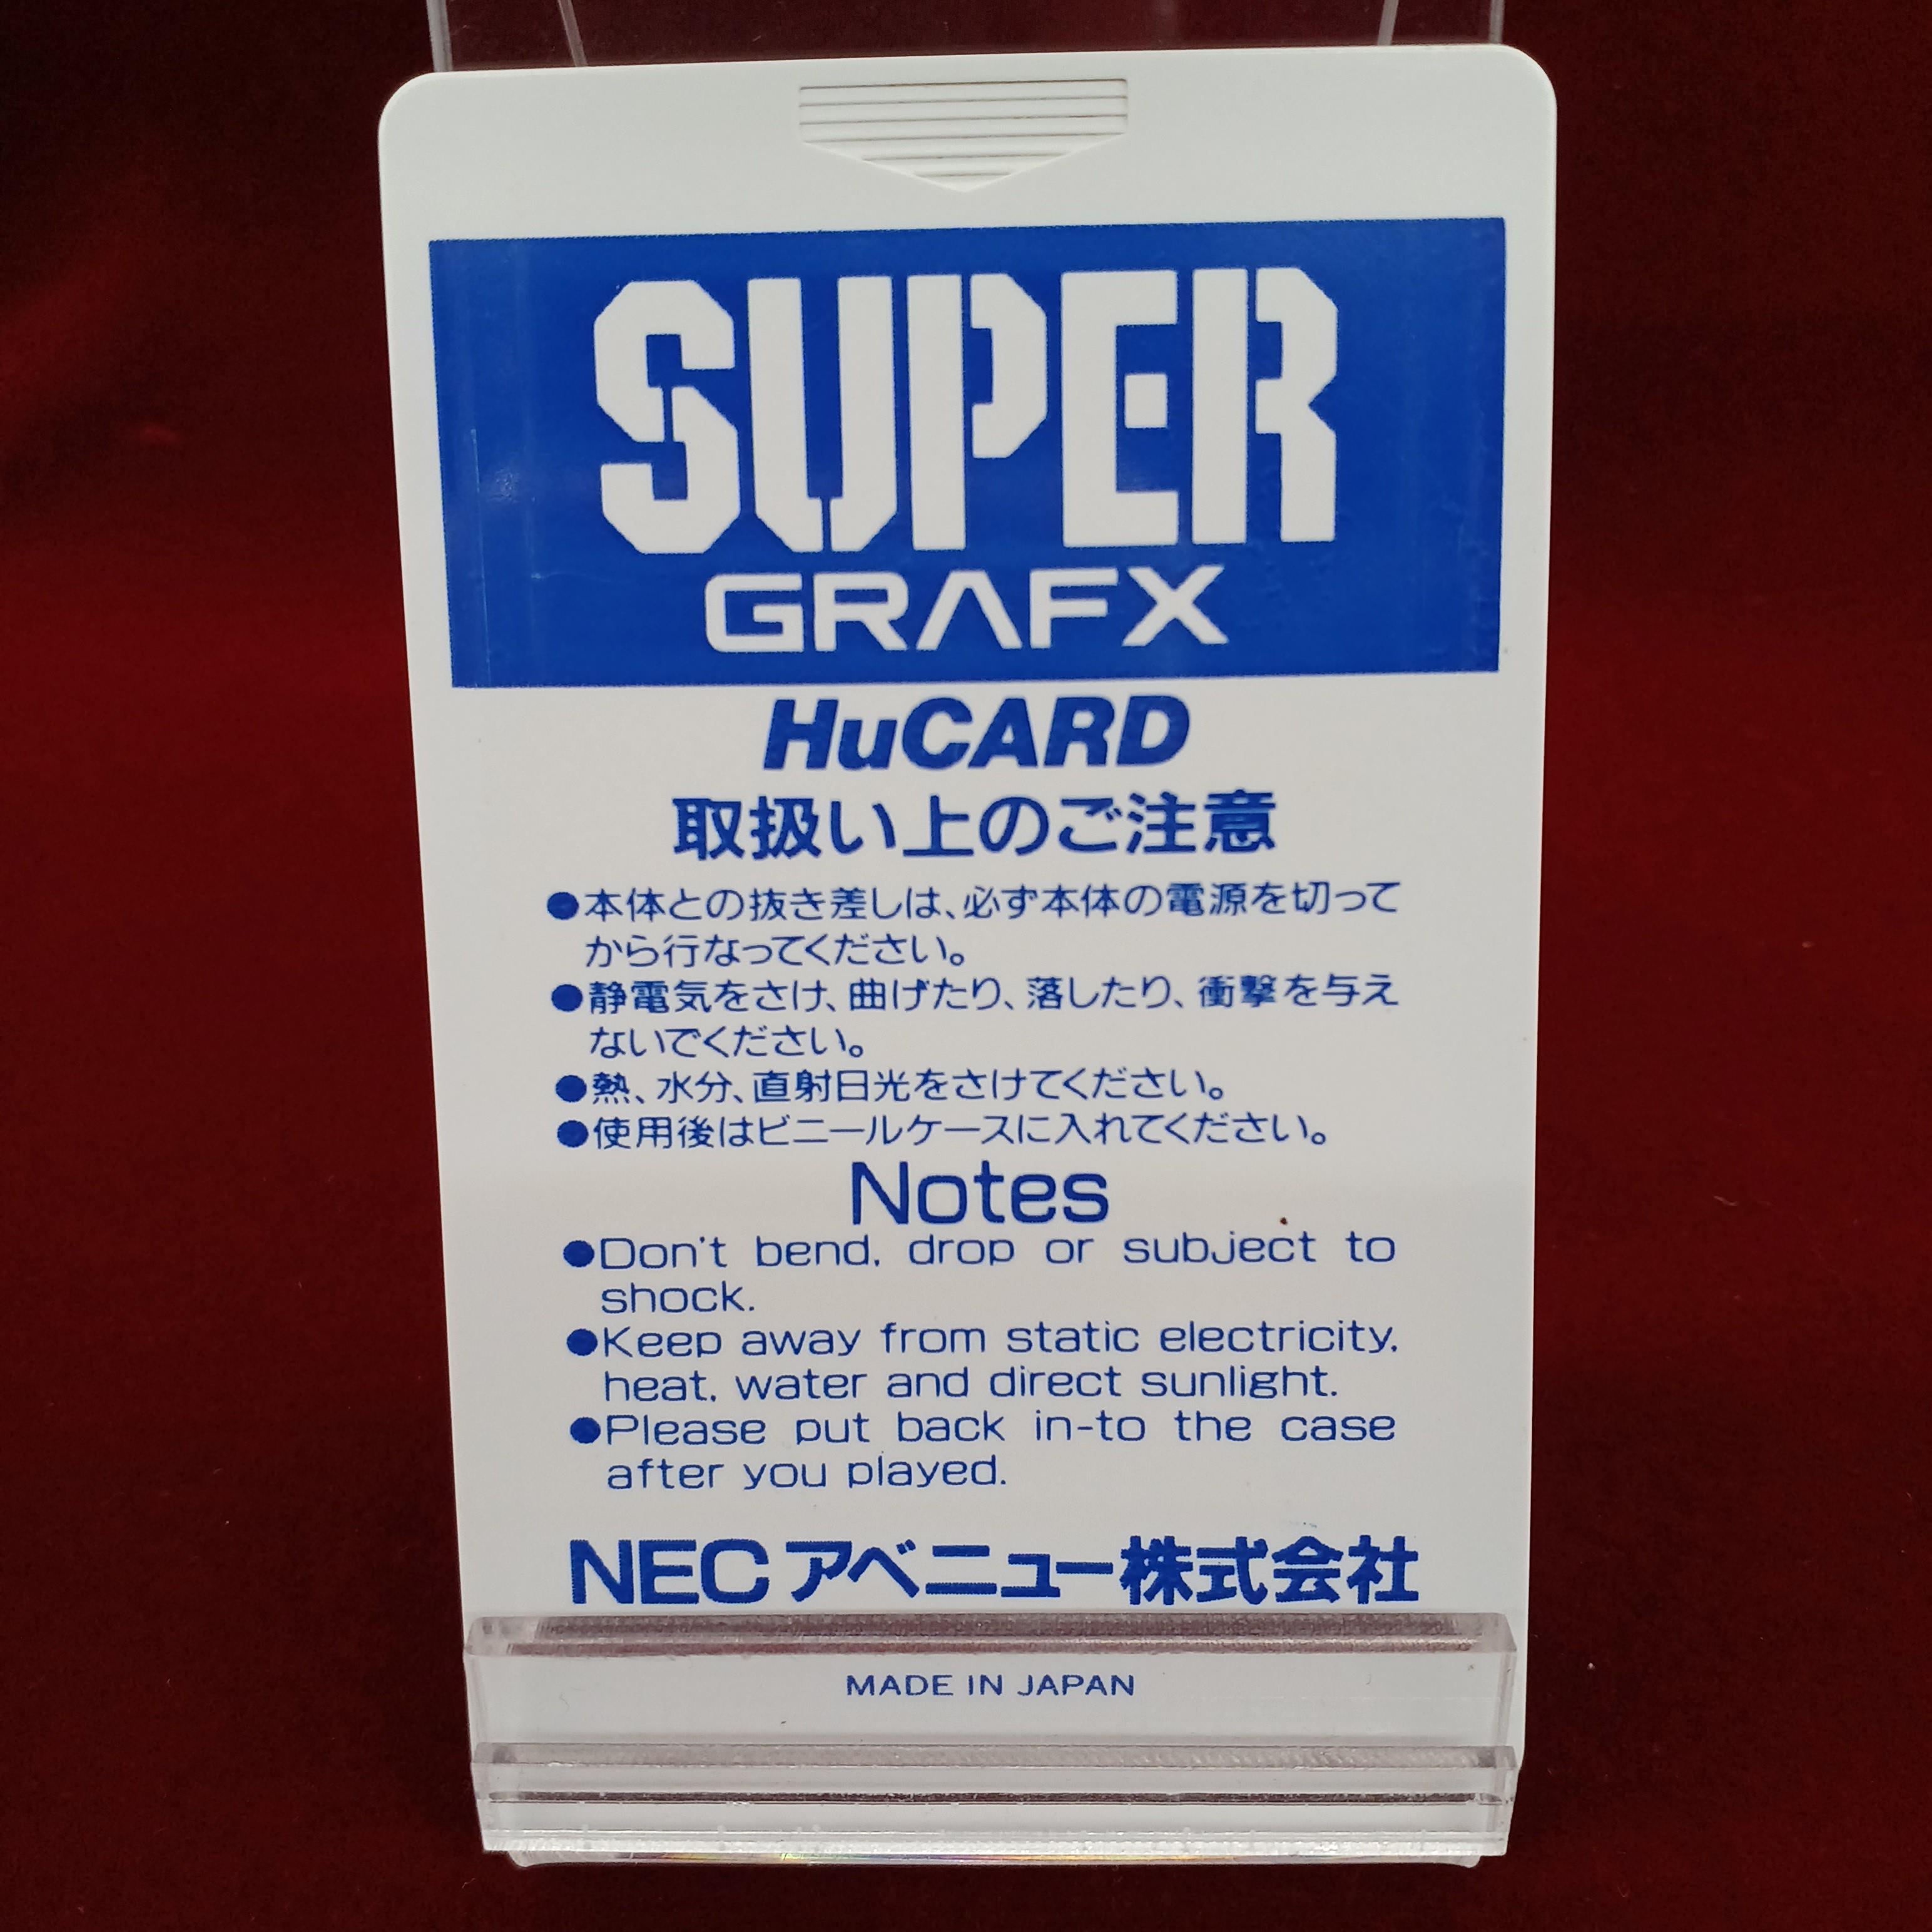 SUPER
GRAFX
HuCARD
取扱い上のご注意
●本体との抜き差しは、必ず本体の電源を切って
から行なってください。
●静電気をさけ、曲げたり、落したり、衝撃を与え
ないでください。
●熱、水分、直射日光をさけてください。
●使用後はビニールケースに入れてください。
Notes
●Don't bend, drop or subject to
shock.
●Keep away from static electricity,
heat, water and direct sunlight.
●Please put back in-to the case
after you played.
NECアベニュー株式会社
MADE IN JAPAN